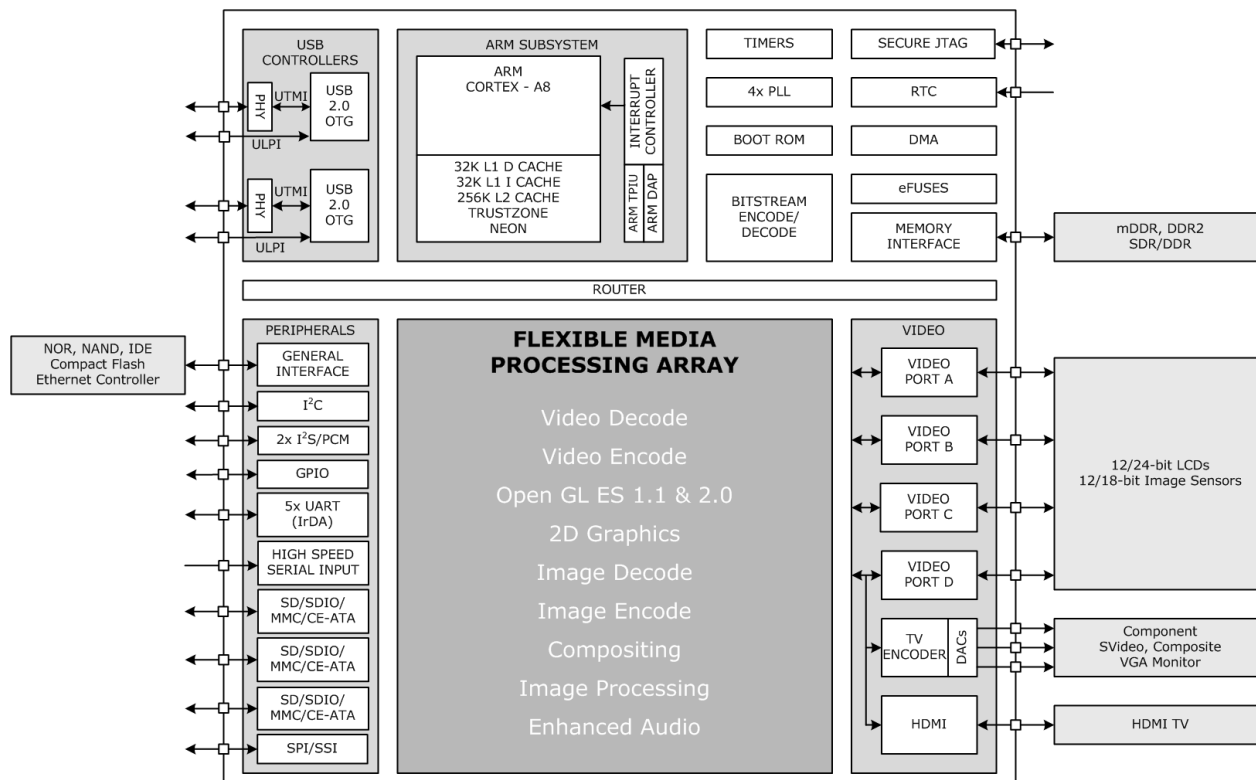 USB
CONTROLLERS
PHY
UTMI
USB
2.0
OTG
ULPI
PHY
UTMI
USB
2.0
OTG
ULPI
ARM SUBSYSTEM
ARM
CORTEX - A8
32K L1 D CACHE
32K L1 I CACHE
256K L2 CACHE
TRUSTZONE
NEON
INTERRUPT
CONTROLLER
ARM TPIU
ARM DAP
TIMERS
4x PLL
BOOT ROM
BITSTREAM
ENCODE/
DECODE
SECURE JTAG
RTC
DMA
eFUSES
MEMORY
INTERFACE
mDDR, DDR2
SDR/DDR
ROUTER
NOR, NAND, IDE
Compact Flash
Ethernet Controller
PERIPHERALS
GENERAL
INTERFACE
I²C
2x I²S/PCM
GPIO
5x UART
(IrDA)
HIGH SPEED
SERIAL INPUT
SD/SDIO/
MMC/CE-ATA
SD/SDIO/
MMC/CE-ATA
SD/SDIO/
MMC/CE-ATA
SPI/SSI
FLEXIBLE MEDIA
PROCESSING ARRAY
Video Decode
Video Encode
Open GL ES 1.1 & 2.0
2D Graphics
Image Decode
Image Encode
Compositing
Image Processing
Enhanced Audio
VIDEO
VIDEO
PORT A
VIDEO
PORT B
VIDEO
PORT C
VIDEO
PORT D
TV
ENCODER
DACs
HDMI
12/24-bit LCDs
12/18-bit Image Sensors
Component
SVideo, Composite
VGA Monitor
HDMI TV